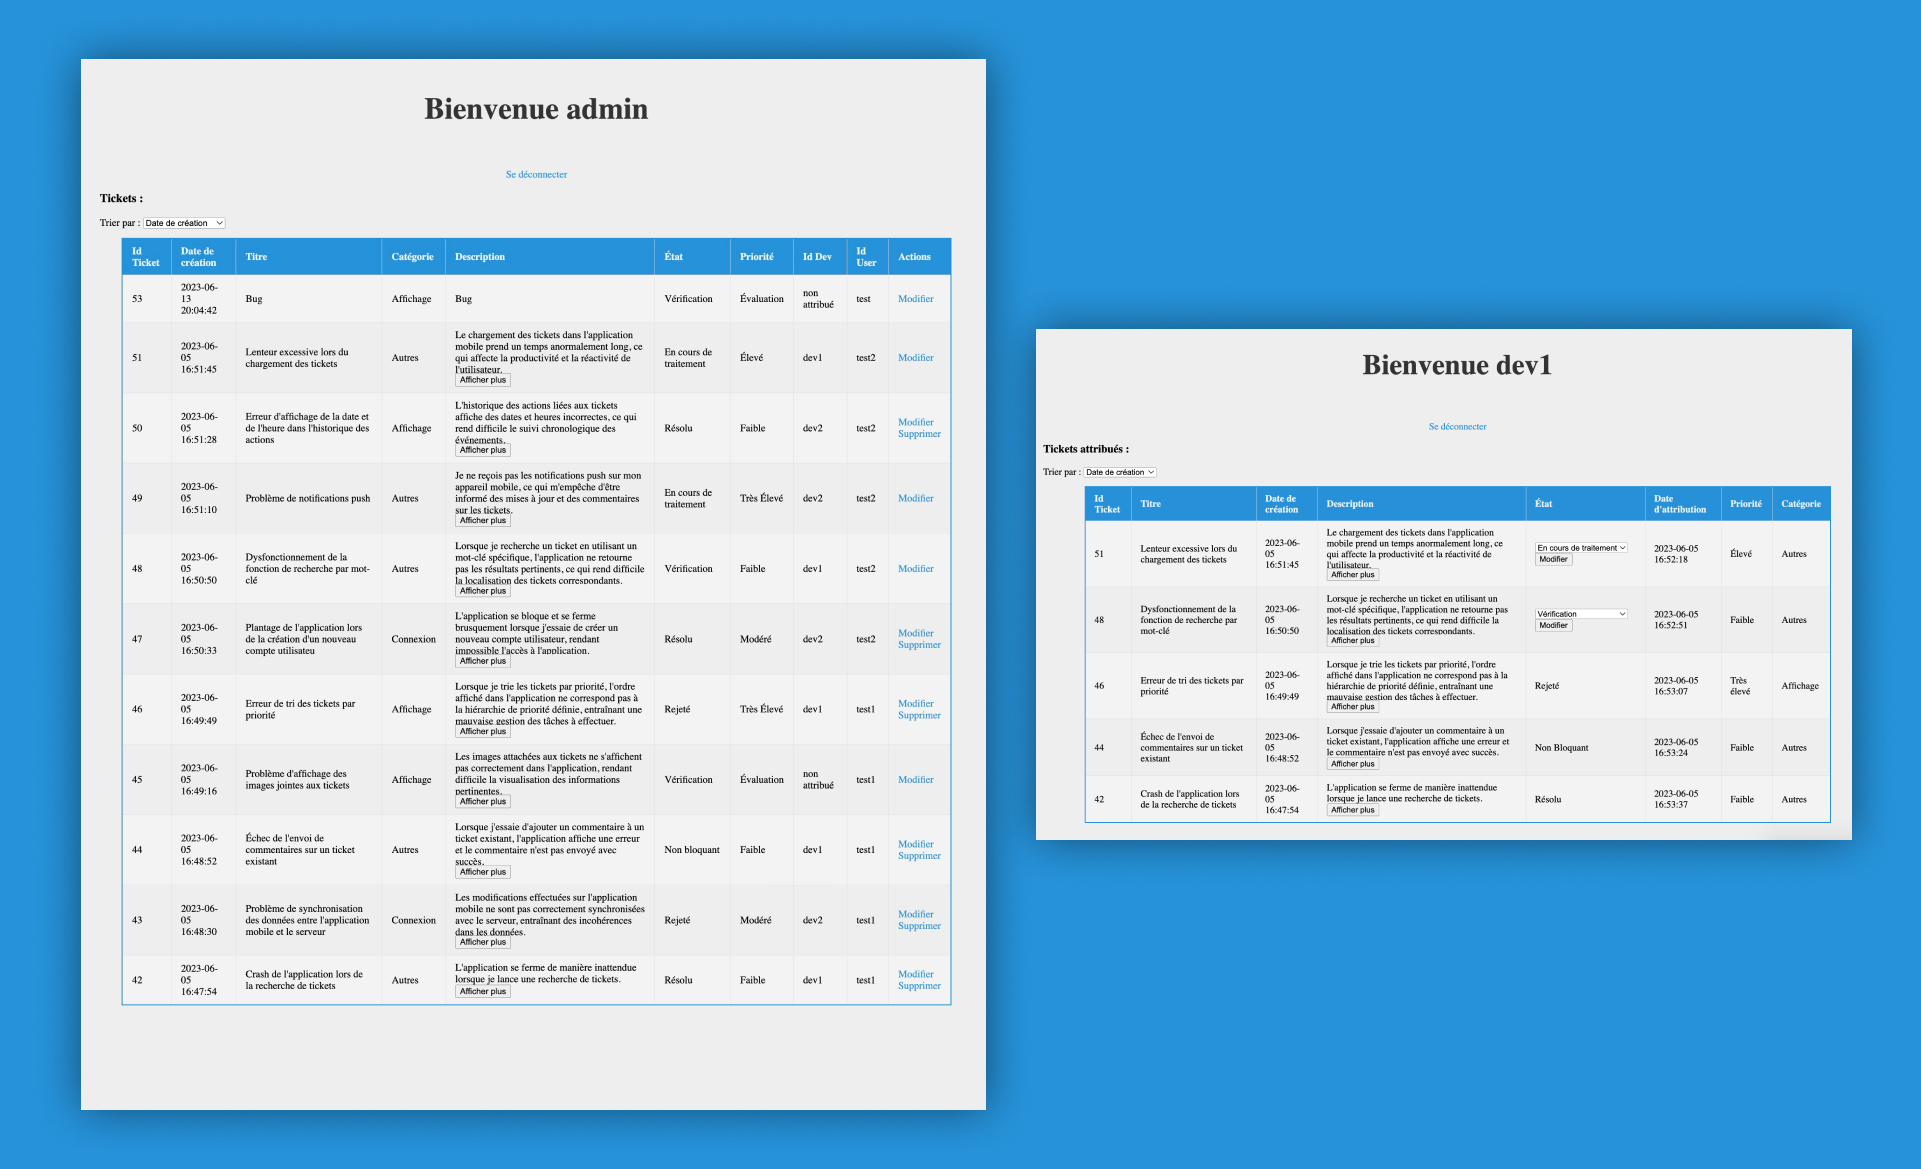 Bienvenue admin
Se déconnecter
Tickets :
Trier par : Date de création
Id Ticket Date de création Titre Catégorie Description État Priorité Id Dev Id User Actions
53 2023-06-13 20:04:42 Bug Affichage Bug Vérification Évaluation non attribué test Modifier
51 2023-06-05 16:51:45 Lenteur excessive lors du chargement des tickets Autres Le chargement des tickets dans l'application mobile prend un temps anormalement long, ce qui affecte la productivité et la réactivité de l'utilisateur. Afficher plus En cours de traitement Élevé dev1 test2 Modifier
50 2023-06-05 16:51:28 Erreur d'affichage de la date et de l'heure dans l'historique des actions Affichage L'historique des actions liées aux tickets affiche des dates et heures incorrectes, ce qui rend difficile le suivi chronologique des événements. Afficher plus Résolu Faible dev2 test2 Modifier Supprimer
49 2023-06-05 16:51:10 Problème de notifications push Autres Je ne reçois pas les notifications push sur mon appareil mobile, ce qui m'empêche d'être informé des mises à jour et des commentaires sur les tickets. Afficher plus En cours de traitement Très Élevé dev2 test2 Modifier
48 2023-06-05 16:50:50 Dysfonctionnement de la fonction de recherche par mot-clé Autres Lorsque je recherche un ticket en utilisant un mot-clé spécifique, l'application ne retourne pas les résultats pertinents, ce qui rend difficile la localisation des tickets correspondants. Afficher plus Vérification Faible dev1 test2 Modifier
47 2023-06-05 16:50:33 Plantage de l'application lors de la création d'un nouveau compte utilisateu Connexion L'application se bloque et se ferme brusquement lorsque j'essaie de créer un nouveau compte utilisateur, rendant impossible l'accès à l'application. Afficher plus Résolu Modéré dev2 test2 Modifier Supprimer
46 2023-06-05 16:49:49 Erreur de tri des tickets par priorité Affichage Lorsque je trie les tickets par priorité, l'ordre affiché dans l'application ne correspond pas à la hiérarchie de priorité définie, entraînant une mauvaise gestion des tâches à effectuer. Afficher plus Rejeté Très Élevé dev1 test1 Modifier Supprimer
45 2023-06-05 16:49:16 Problème d'affichage des images jointes aux tickets Affichage Les images attachées aux tickets ne s'affichent pas correctement dans l'application, rendant difficile la visualisation des informations pertinentes. Afficher plus Vérification Évaluation non attribué test1 Modifier
44 2023-06-05 16:48:52 Échec de l'envoi de commentaires sur un ticket existant Autres Lorsque j'essaie d'ajouter un commentaire à un ticket existant, l'application affiche une erreur et le commentaire n'est pas envoyé avec succès. Afficher plus Non bloquant Faible dev1 test1 Modifier Supprimer
43 2023-06-05 16:48:30 Problème de synchronisation des données entre l'application mobile et le serveur Connexion Les modifications effectuées sur l'application mobile ne sont pas correctement synchronisées avec le serveur, entraînant des incohérences dans les données. Afficher plus Rejeté Modéré dev2 test1 Modifier Supprimer
42 2023-06-05 16:47:54 Crash de l'application lors de la recherche de tickets Autres L'application se ferme de manière inattendue lorsque je lance une recherche de tickets. Afficher plus Résolu Faible dev1 test1 Modifier Supprimer
Bienvenue dev1
Se déconnecter
Tickets attribués :
Trier par : Date de création
Id Ticket Titre Date de création Description État Date d'attribution Priorité Catégorie
51 Lenteur excessive lors du chargement des tickets 2023-06-05 16:51:45 Le chargement des tickets dans l'application mobile prend un temps anormalement long, ce qui affecte la productivité et la réactivité de l'utilisateur. Afficher plus En cours de traitement Modifier 2023-06-05 16:52:18 Élevé Autres
48 Dysfonctionnement de la fonction de recherche par mot-clé 2023-06-05 16:50:50 Lorsque je recherche un ticket en utilisant un mot-clé spécifique, l'application ne retourne pas les résultats pertinents, ce qui rend difficile la localisation des tickets correspondants. Afficher plus Vérification Modifier 2023-06-05 16:52:51 Faible Autres
46 Erreur de tri des tickets par priorité 2023-06-05 16:49:49 Lorsque je trie les tickets par priorité, l'ordre affiché dans l'application ne correspond pas à la hiérarchie de priorité définie, entraînant une mauvaise gestion des tâches à effectuer. Afficher plus Rejeté 2023-06-05 16:53:07 Très élevé Affichage
44 Échec de l'envoi de commentaires sur un ticket existant 2023-06-05 16:48:52 Lorsque j'essaie d'ajouter un commentaire à un ticket existant, l'application affiche une erreur et le commentaire n'est pas envoyé avec succès. Afficher plus Non Bloquant 2023-06-05 16:53:24 Faible Autres
42 Crash de l'application lors de la recherche de tickets 2023-06-05 16:47:54 L'application se ferme de manière inattendue lorsque je lance une recherche de tickets. Afficher plus Résolu 2023-06-05 16:53:37 Faible Autres